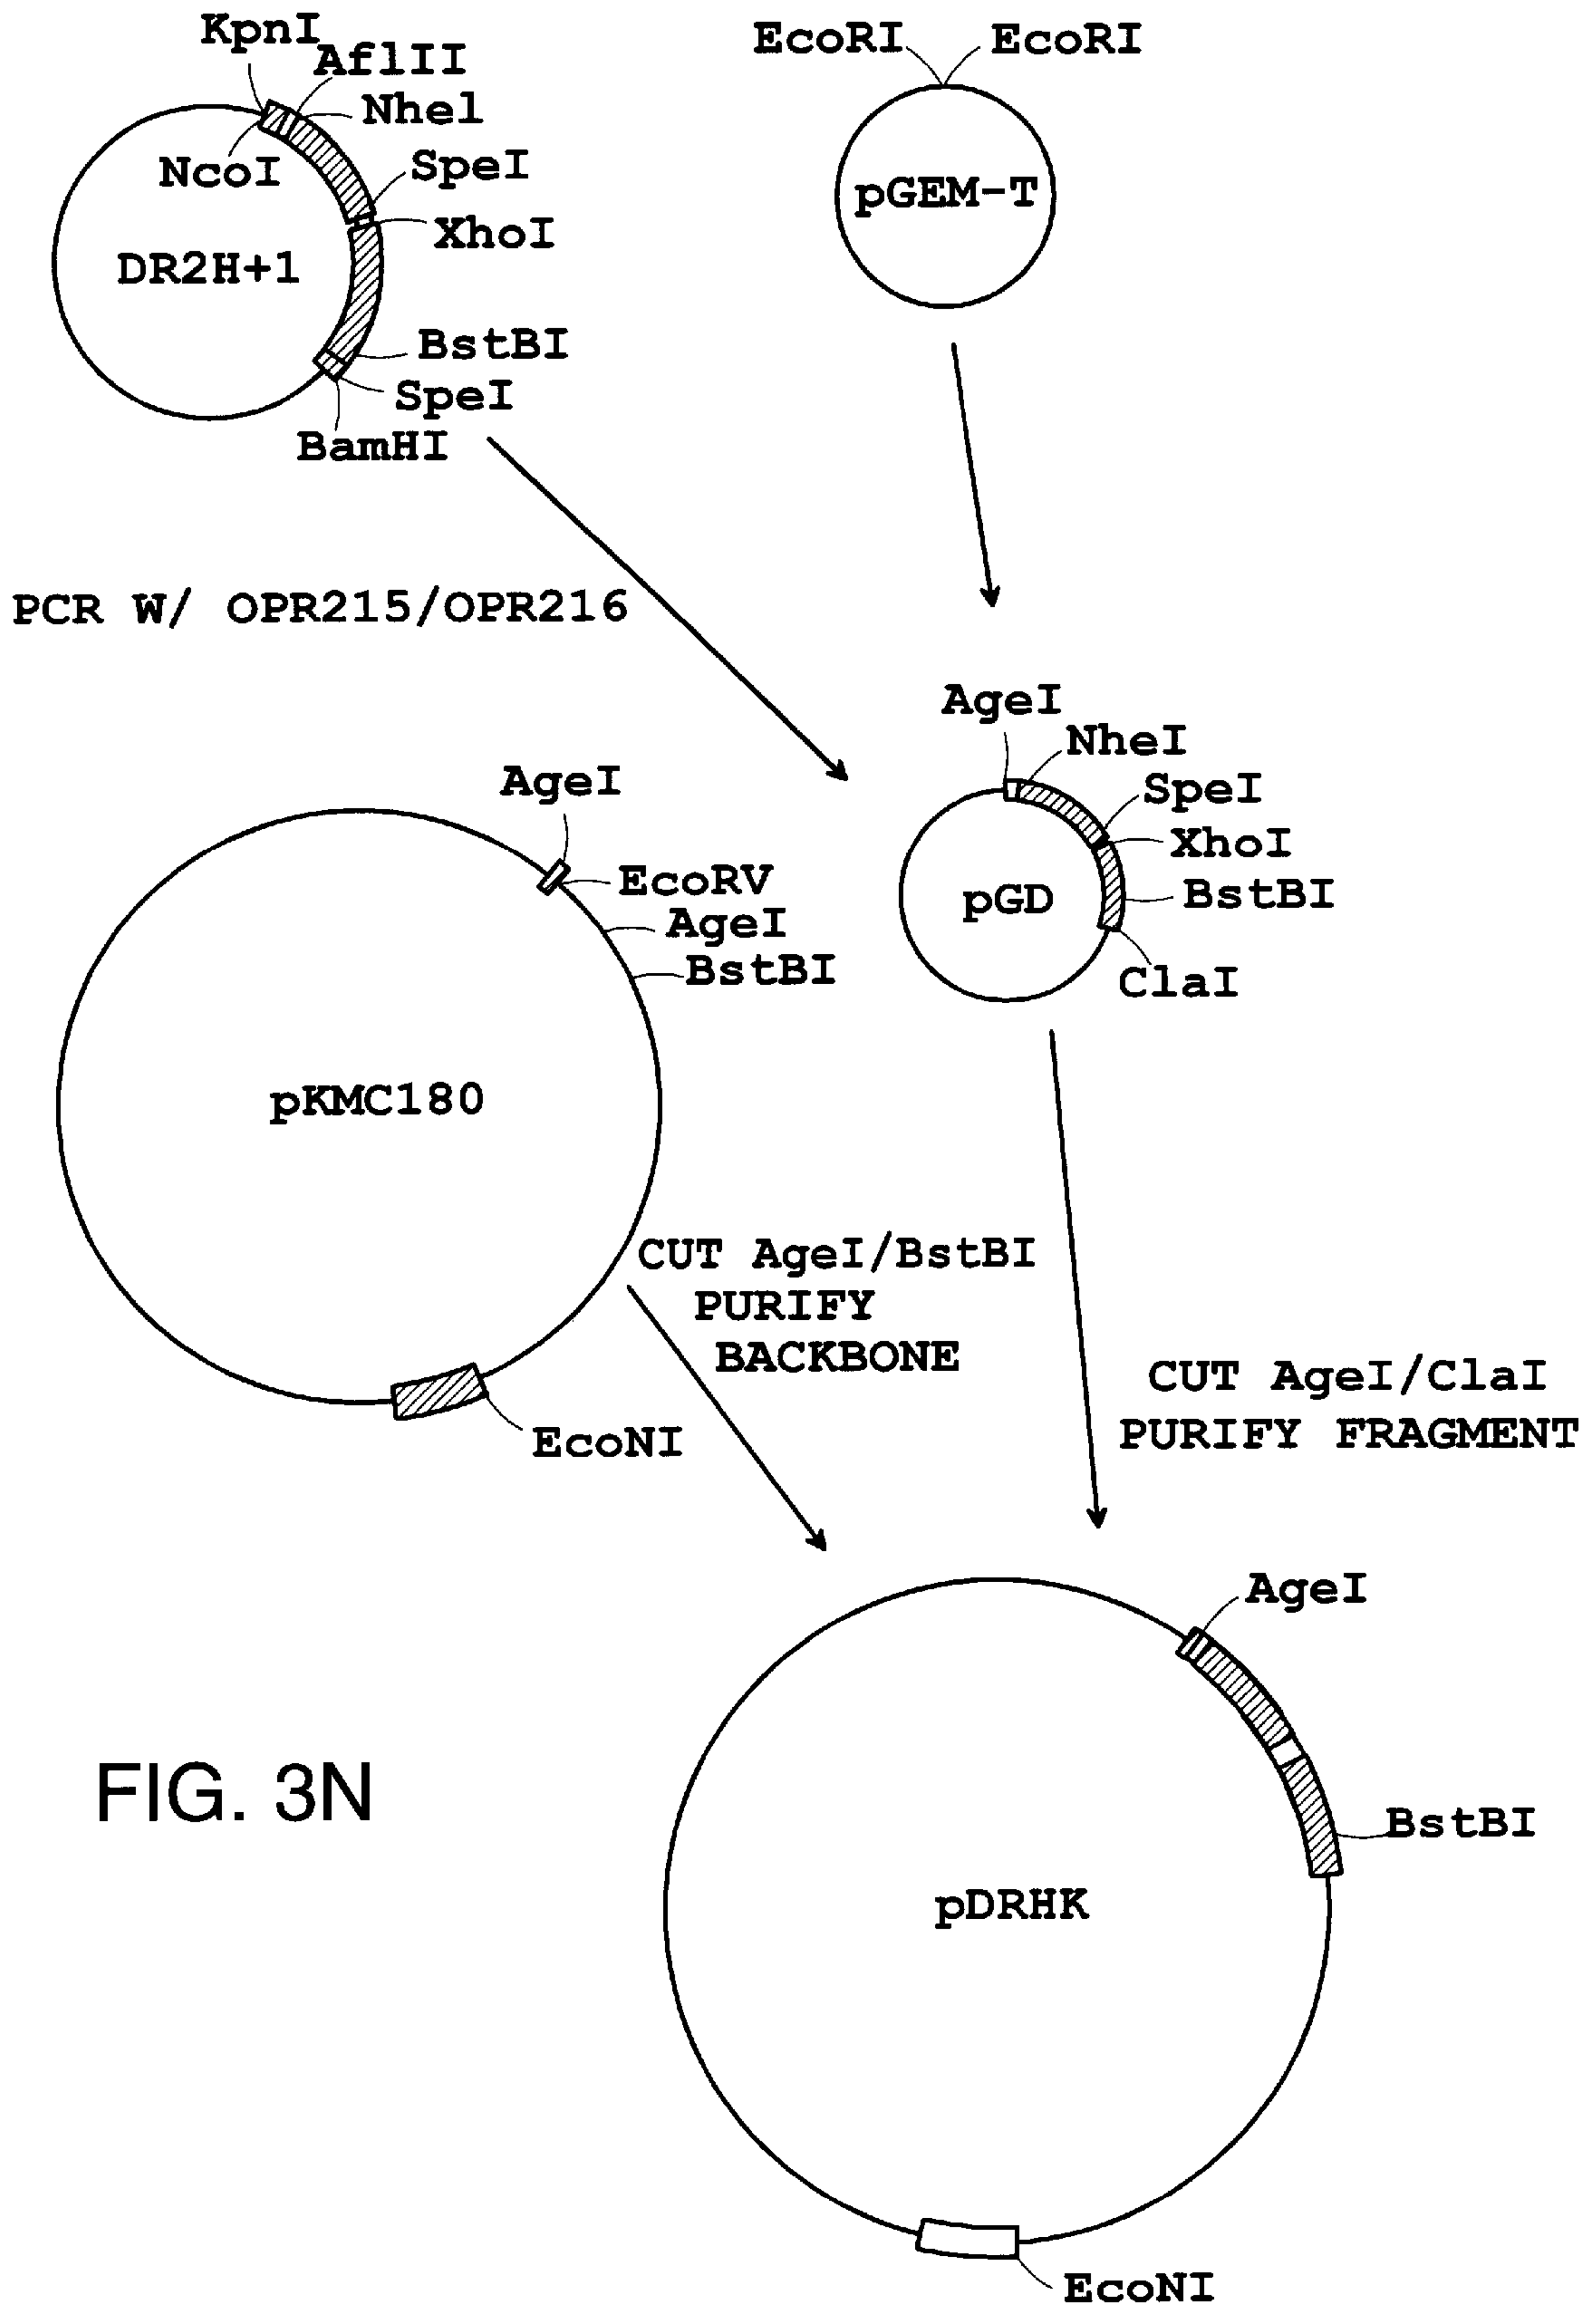 KpnI
AflII
Nhel
NcoI
SpeI
XhoI
DR2H+1
BstBI
SpeI
BamHI
EcoRI EcoRI
pGEM-T
PCR W/ OPR215/OPR216
AgeI
NheI
SpeI
XhoI
BstBI
pGD
ClaI
AgeI
EcoRV
AgeI
BstBI
pKMC180
EcoNI
CUT AgeI/BstBI
PURIFY
BACKBONE
CUT AgeI/ClaI
PURIFY FRAGMENT
AgeI
BstBI
pDRHK
EcoNI
FIG. 3N